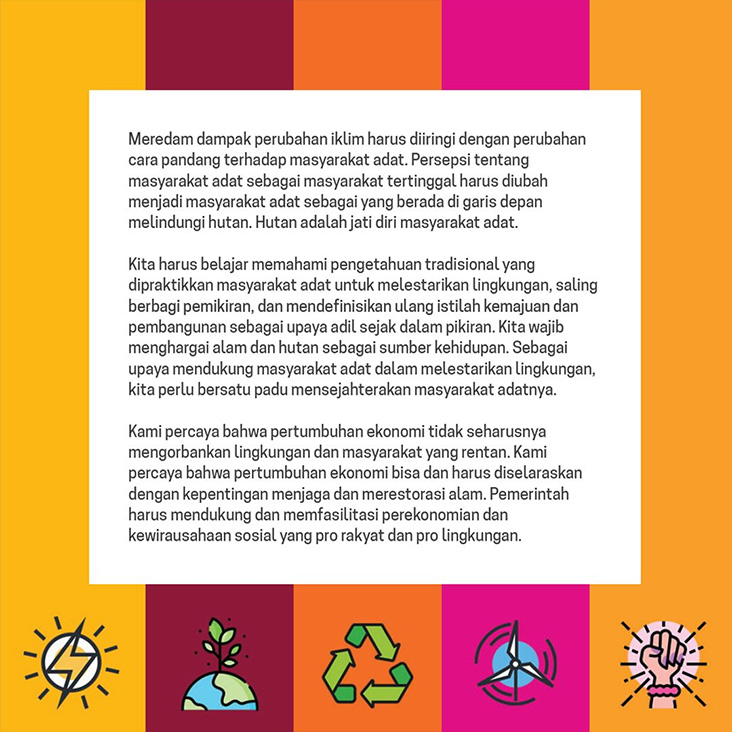 Meredam dampak perubahan iklim harus diiringi dengan perubahan
cara pandang terhadap masyarakat adat. Persepsi tentang
masyarakat adat sebagai masyarakat tertinggal harus diubah
menjadi masyarakat adat sebagai yang berada di garis depan
melindungi hutan. Hutan adalah jati diri masyarakat adat.
Kita harus belajar memahami pengetahuan tradisional yang
dipraktikkan masyarakat adat untuk melestarikan lingkungan, saling
berbagi pemikiran, dan mendefinisikan ulang istilah kemajuan dan
pembangunan sebagai upaya adil sejak dalam pikiran. Kita wajib
menghargai alam dan hutan sebagai sumber kehidupan. Sebagai
upaya mendukung masyarakat adat dalam melestarikan lingkungan,
kita perlu bersatu padu mensejahterakan masyarakat adatnya.
Kami percaya bahwa pertumbuhan ekonomi tidak seharusnya
mengorbankan lingkungan dan masyarakat yang rentan. Kami
percaya bahwa pertumbuhan ekonomi bisa dan harus diselaraskan
dengan kepentingan menjaga dan merestorasi alam. Pemerintah
harus mendukung dan memfasilitasi perekonomian dan
kewirausahaan sosial yang pro rakyat dan pro lingkungan.